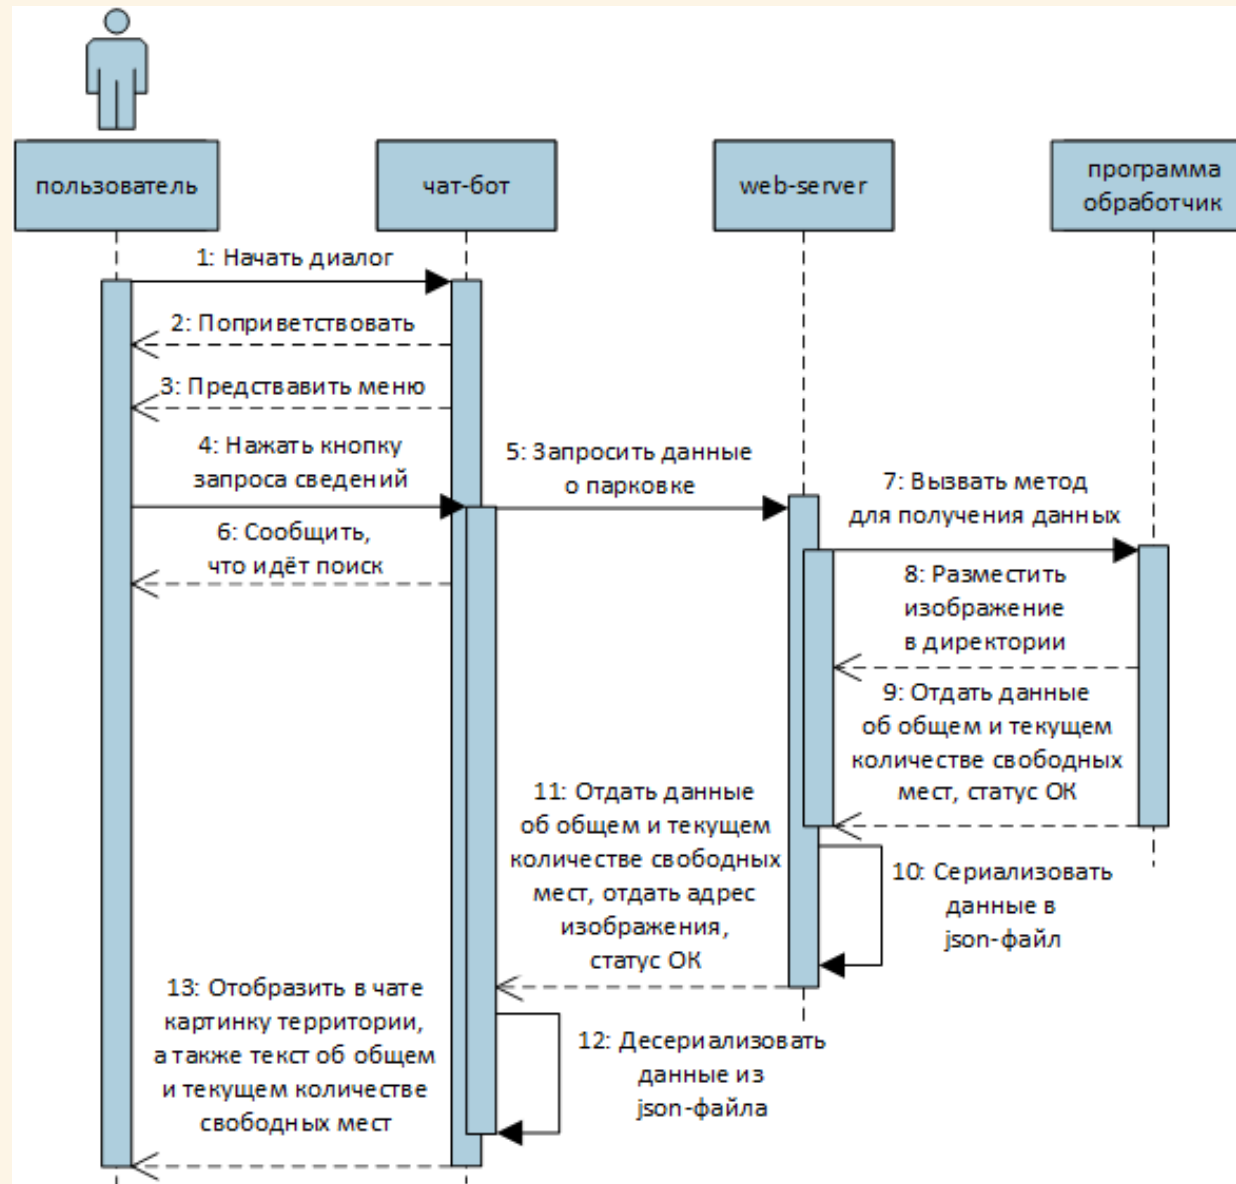 пользователь
чат-бот
web-server
программа
обработчик
1: Начать диалог
2: Поприветствовать
3: Предствавить меню
4: Нажать кнопку
запроса сведений
5: Запросить данные
о парковке
6: Сообщить,
что идёт поиск
7: Вызвать метод
для получения данных
8: Разместить
изображение
в директории
9: Отдать данные
об общем и текущем
количестве свободных
мест, статус ОК
10: Сериализовать
данные в
json-файл
11: Отдать данные
об общем и текущем
количестве свободных
мест, отдать адрес
изображения,
статус ОК
12: Десериализовать
данные из
json-файла
13: Отобразить в чате
картинку территории,
а также текст об общем
и текущем количестве
свободных мест